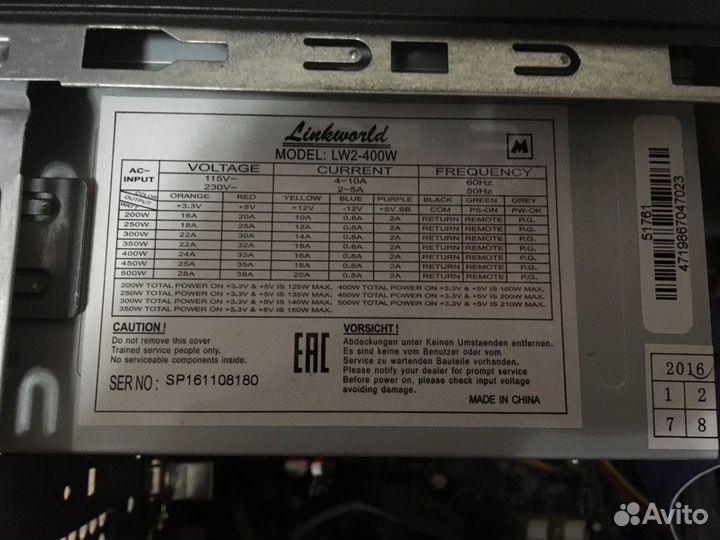 Linkworld
MODEL: LW2-400W
M
AC~ INPUT VOLTAGE CURRENT FREQUENCY
115V~ 4~10A 60Hz
230V~ 2~5A 50Hz
COLOR ORANGE RED YELLOW BLUE PURPLE BLACK GREEN GREY
OUTPUT WATT +3.3V +5V +12V -12V +5V SB COM PS-ON PW-OK
200W 16A 20A 10A 0.8A 2A RETURN REMOTE P.G.
250W 16A 25A 12A 0.8A 2A RETURN REMOTE P.G.
300W 22A 30A 14A 0.8A 2A RETURN REMOTE P.G.
350W 22A 32A 16A 0.8A 2A RETURN REMOTE P.G.
400W 24A 33A 16A 0.8A 2A RETURN REMOTE P.G.
450W 25A 35A 18A 0.8A 2A RETURN REMOTE P.G.
500W 28A 38A 20A 0.8A 2A RETURN REMOTE P.G.
200W TOTAL POWER ON +3.3V & +5V IS 125W MAX. 400W TOTAL POWER ON +3.3V & +5V IS 160W MAX.
250W TOTAL POWER ON +3.3V & +5V IS 135W MAX. 450W TOTAL POWER ON +3.3V & +5V IS 200W MAX.
300W TOTAL POWER ON +3.3V & +5V IS 140W MAX. 500W TOTAL POWER ON +3.3V & +5V IS 210W MAX.
350W TOTAL POWER ON +3.3V & +5V IS 150W MAX.
CAUTION !
Do not remove this cover
Trained service people only.
No serviceable components inside.
EAC
SER NO: SP161108180
VORSICHT !
Abdeckungen unter Keinen Umstaenden entfernen.
Es sind keine vom Benutzer oder vom
Service zu wartenden Bauteile Enthalten.
Please return to your dealer for prompt service
Before power on, please check input voltage
avoiding damage.
MADE IN CHINA
51761
4719867047023
2016
1 2
7 8
Avito